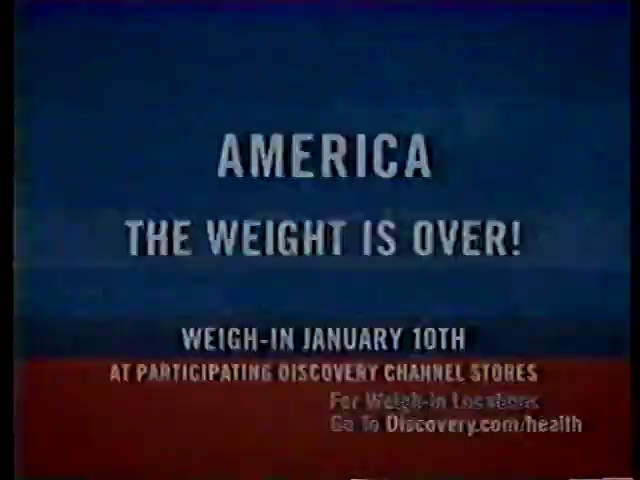 AMERICA
THE WEIGHT IS OVER!
WEIGH-IN JANUARY 10TH
AT PARTICIPATING DISCOVERY CHANNEL STORES
For Weigh-in Locations
Go To Discovery.com/health